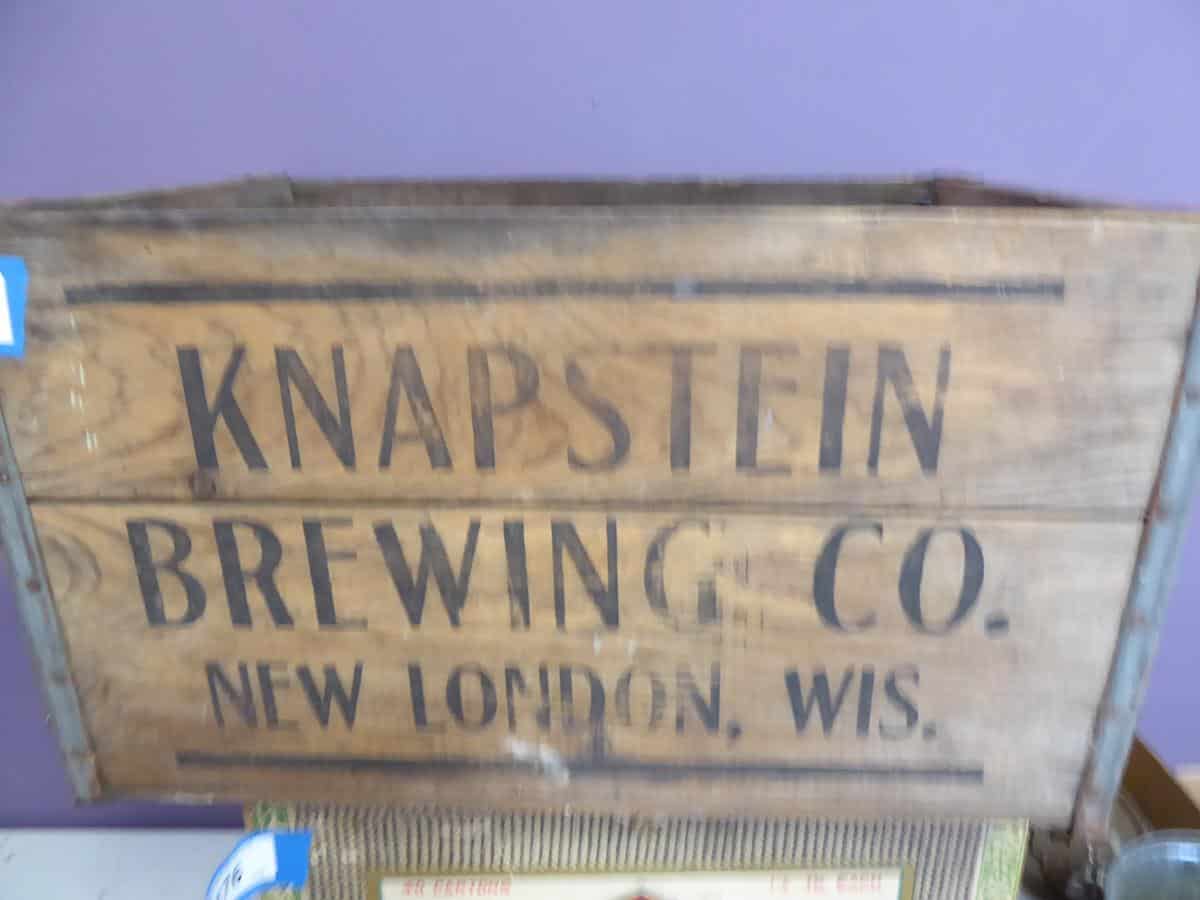 KNAPSTEIN
BREWING CO.
NEW LONDON, WIS.